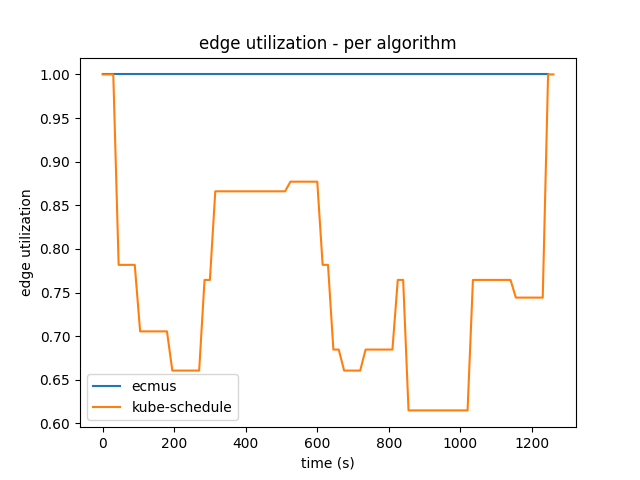 edge utilization - per algorithm
1.00
0.95
0.90
0.85
0.80
0.75
0.70
0.65
0.60
edge utilization
ecmus
kube-schedule
0 200 400 600 800 1000 1200
time (s)